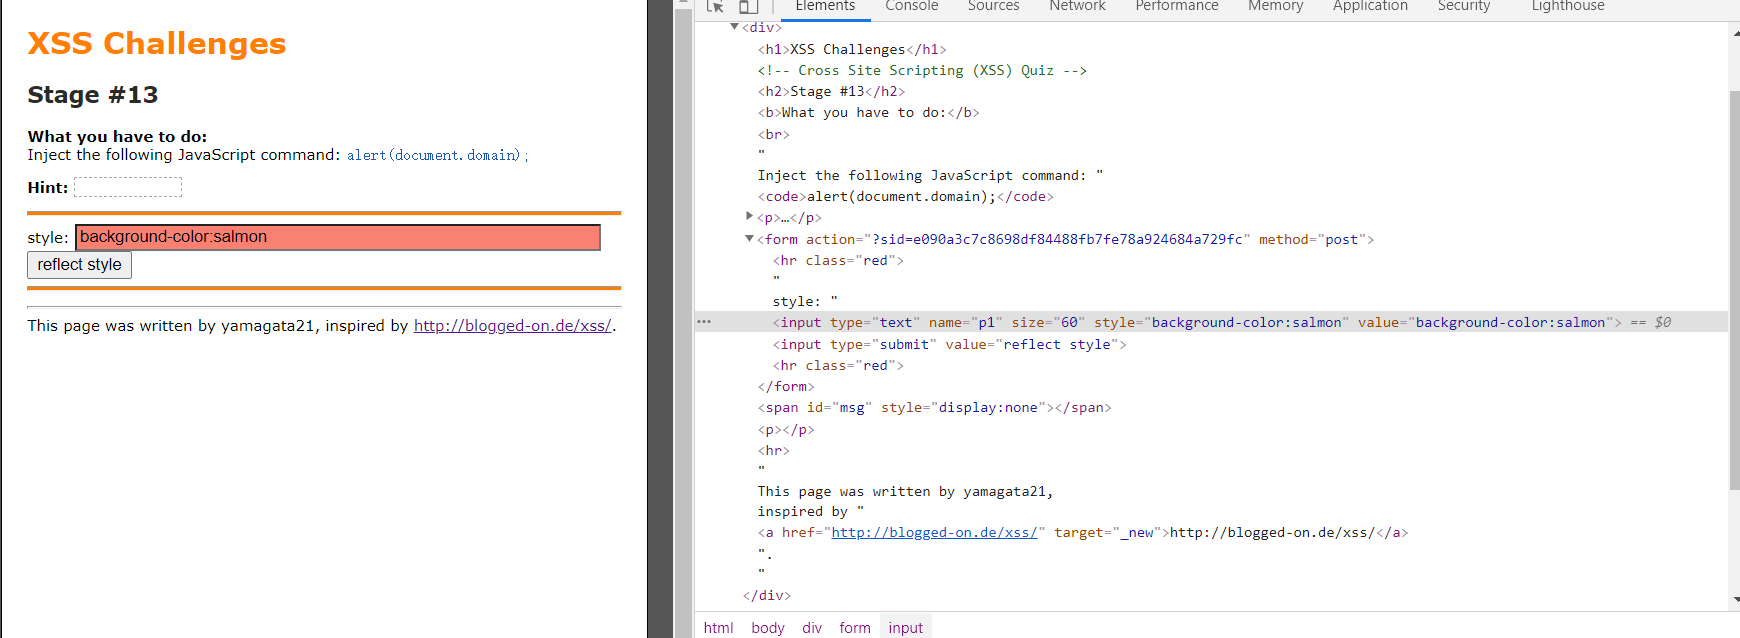 XSS Challenges
Stage #13
What you have to do:
Inject the following JavaScript command: alert(document.domain);
Hint:
style: background-color:salmon
reflect style
This page was written by yamagata21, inspired by http://blogged-on.de/xss/.
Elements Console Sources Network Performance Memory Application Security Lighthouse
▼<div>
<h1>XSS Challenges</h1>
<!-- Cross Site Scripting (XSS) Quiz -->
<h2>Stage #13</h2>
<b>What you have to do:</b>
<br>
"
Inject the following JavaScript command: "
<code>alert(document.domain);</code>
▶<p>…</p>
▼<form action="?sid=e090a3c7c8698df84488fb7fe78a924684a729fc" method="post">
<hr class="red">
"
style: "
<input type="text" name="p1" size="60" style="background-color:salmon" value="background-color:salmon"> == $0
<input type="submit" value="reflect style">
<hr class="red">
</form>
<span id="msg" style="display:none"></span>
<p></p>
<hr>
"
This page was written by yamagata21,
inspired by "
<a href="http://blogged-on.de/xss/" target="_new">http://blogged-on.de/xss/</a>
".
"
</div>
html body div form input